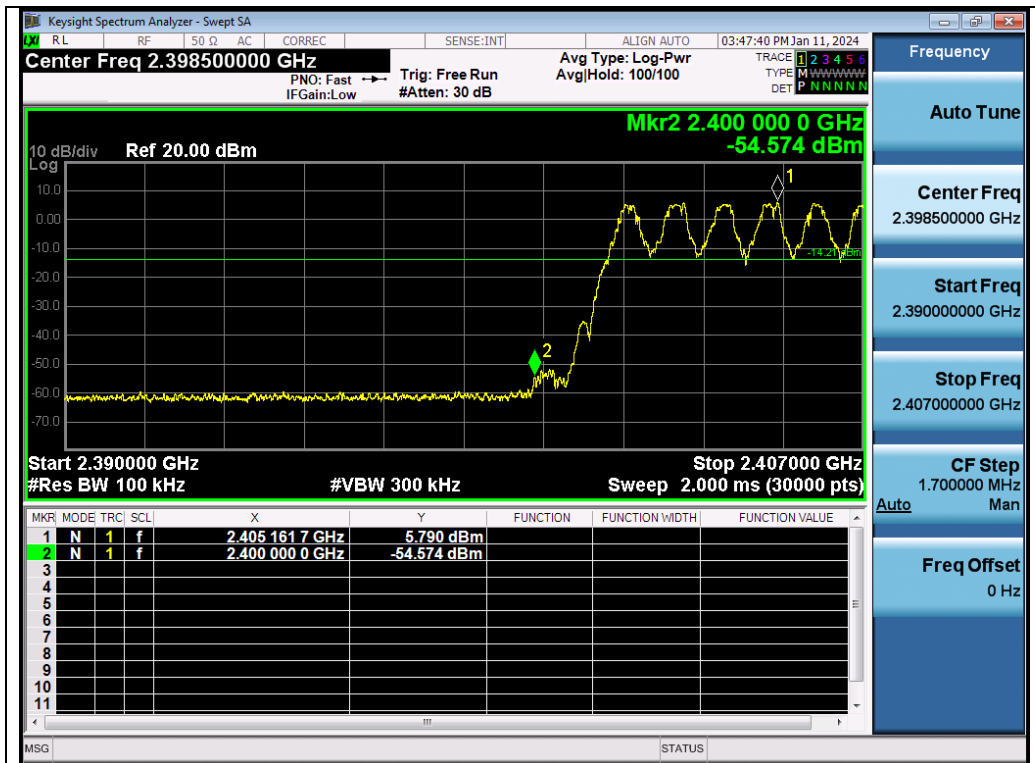 Keysight Spectrum Analyzer - Swept SA
LXI RL RF 50 Ω AC CORREC SENSE:INT ALIGN AUTO 03:47:40 PM Jan 11, 2024
Center Freq 2.398500000 GHz
PNO: Fast
IFGain:Low
Trig: Free Run
#Atten: 30 dB
Avg Type: Log-Pwr
Avg|Hold: 100/100
TRACE 1 2 3 4 5 6
TYPE M WWWWW
DET P N N N N N
Mkr2 2.400 000 0 GHz
-54.574 dBm
10 dB/div Ref 20.00 dBm
Log
10.0
0.00
-10.0
-20.0
-30.0
-40.0
-50.0
-60.0
-70.0
1
-14.21 dBm
2
Start 2.390000 GHz Stop 2.407000 GHz
#Res BW 100 kHz #VBW 300 kHz Sweep 2.000 ms (30000 pts)
MKR MODE TRC SCL X Y FUNCTION FUNCTION WIDTH FUNCTION VALUE
1 N 1 f 2.405 161 7 GHz 5.790 dBm
2 N 1 f 2.400 000 0 GHz -54.574 dBm
3
4
5
6
7
8
9
10
11
MSG STATUS
Frequency
Auto Tune
Center Freq
2.398500000 GHz
Start Freq
2.390000000 GHz
Stop Freq
2.407000000 GHz
CF Step
1.700000 MHz
Auto Man
Freq Offset
0 Hz